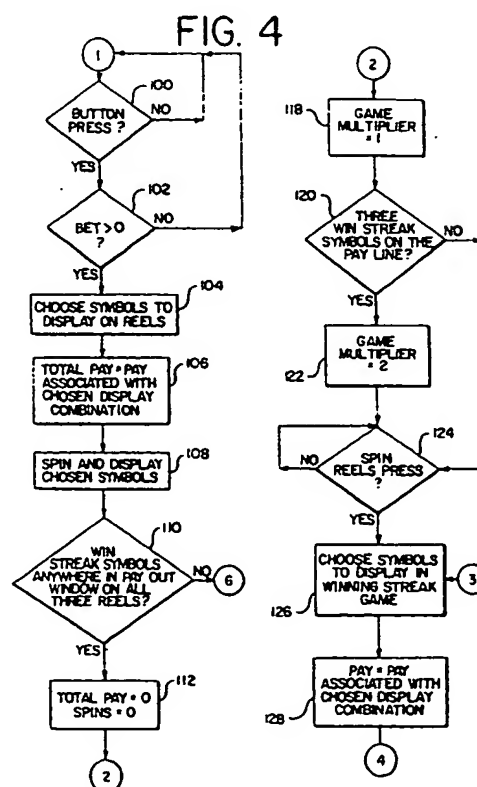 FIG. 4
1
100
BUTTON
PRESS ?
NO
YES
102
BET > 0
?
NO
YES
104
CHOOSE SYMBOLS TO
DISPLAY ON REELS
106
TOTAL PAY = PAY
ASSOCIATED WITH
CHOSEN DISPLAY
COMBINATION
108
SPIN AND DISPLAY
CHOSEN SYMBOLS
110
WIN
STREAK SYMBOLS
ANYWHERE IN PAY OUT
WINDOW ON ALL
THREE REELS?
NO
6
YES
112
TOTAL PAY = 0
SPINS = 0
2
2
118
GAME
MULTIPLIER
= 1
120
THREE
WIN STREAK
SYMBOLS ON THE
PAY LINE?
NO
YES
GAME
MULTIPLIER
= 2
122
124
SPIN
REELS PRESS
?
NO
YES
CHOOSE SYMBOLS
TO DISPLAY IN
WINNING STREAK
GAME
3
126
PAY = PAY
ASSOCIATED WITH
CHOSEN DISPLAY
COMBINATION
128
4